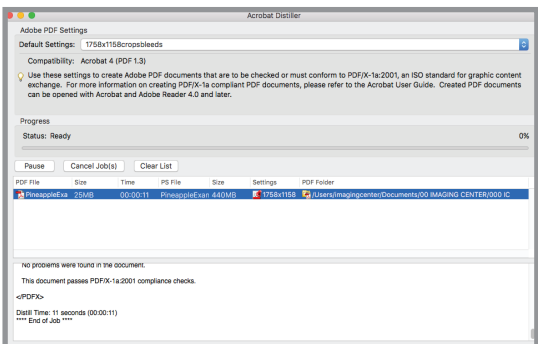 Acrobat Distiller
Adobe PDF Settings
Default Settings: 1758x1158cropsbleeds
Compatibility: Acrobat 4 (PDF 1.3)
Use these settings to create Adobe PDF documents that are to be checked or must conform to PDF/X-1a:2001, an ISO standard for graphic content
exchange. For more information on creating PDF/X-1a compliant PDF documents, please refer to the Acrobat User Guide. Created PDF documents
can be opened with Acrobat and Adobe Reader 4.0 and later.
Progress
Status: Ready 0%
Pause Cancel Job(s) Clear List
PDF File Size Time PS File Size Settings PDF Folder
PineappleExa 25MB 00:00:11 PineappleExan 440MB 1758x1158 /Users/imagingcenter/Documents/00 IMAGING CENTER/000 IC
No problems were found in the document.
This document passes PDF/X-1a:2001 compliance checks.
</PDFX>
Distill Time: 11 seconds (00:00:11)
**** End of Job ****